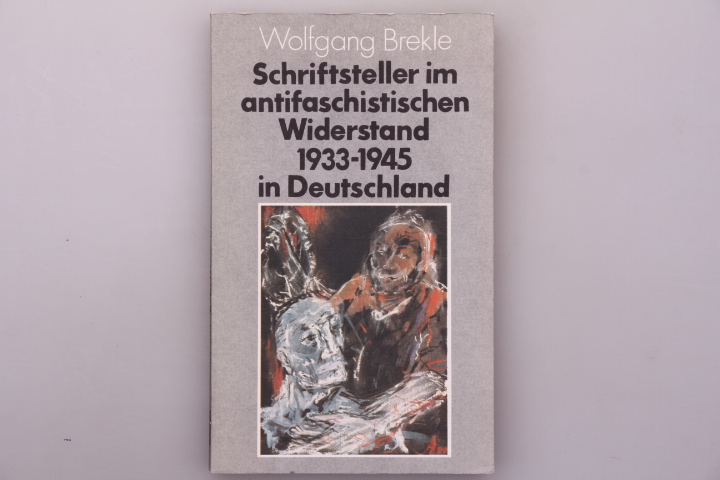 Wolfgang Brekle
Schriftsteller im
antifaschistischen
Widerstand
1933-1945
in Deutschland